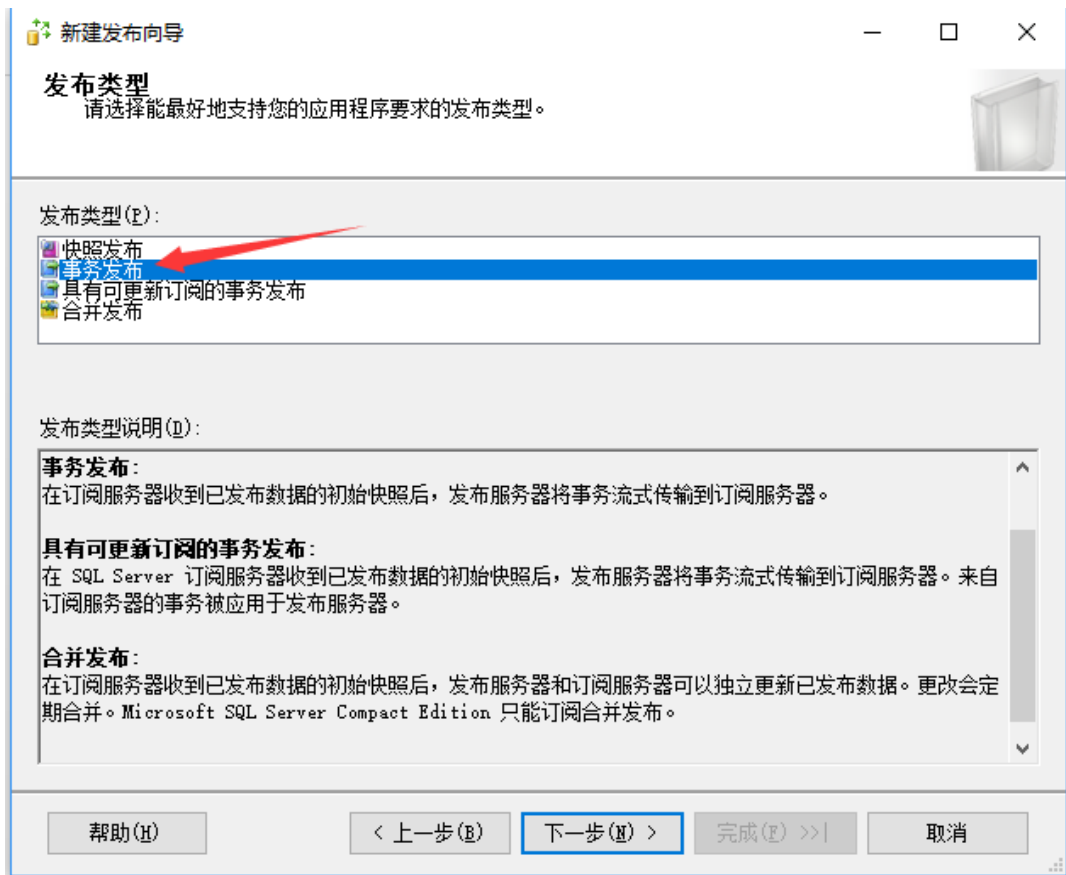 新建发布向导
发布类型
请选择能最好地支持您的应用程序要求的发布类型。
发布类型(P):
快照发布
事务发布
具有可更新订阅的事务发布
合并发布
发布类型说明(D):
事务发布:
在订阅服务器收到已发布数据的初始快照后，发布服务器将事务流式传输到订阅服务器。
具有可更新订阅的事务发布:
在 SQL Server 订阅服务器收到已发布数据的初始快照后，发布服务器将事务流式传输到订阅服务器。来自
订阅服务器的事务被应用于发布服务器。
合并发布:
在订阅服务器收到已发布数据的初始快照后，发布服务器和订阅服务器可以独立更新已发布数据。更改会定
期合并。Microsoft SQL Server Compact Edition 只能订阅合并发布。
帮助(H) < 上一步(B) 下一步(N) > 完成(F) >>| 取消